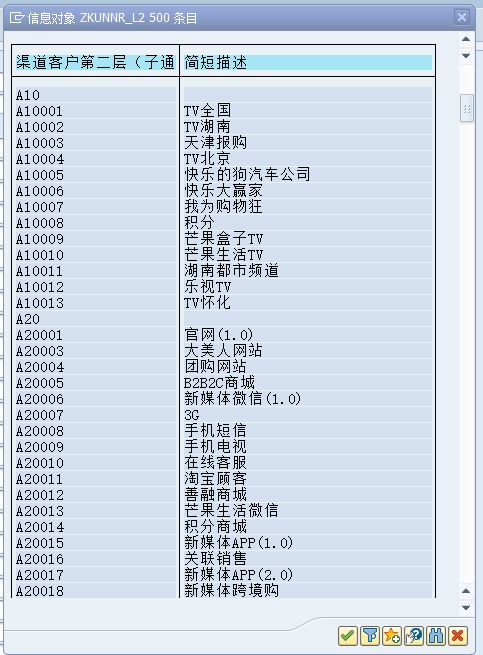 信息对象 ZKUNNR_L2 500 条目
渠道客户第二层（子通 简短描述
A10
A10001 TV全国
A10002 TV湖南
A10003 天津报购
A10004 TV北京
A10005 快乐的狗汽车公司
A10006 快乐大赢家
A10007 我为购物狂
A10008 积分
A10009 芒果盒子TV
A10010 芒果生活TV
A10011 湖南都市频道
A10012 乐视TV
A10013 TV怀化
A20
A20001 官网(1.0)
A20003 大美人网站
A20004 团购网站
A20005 B2B2C商城
A20006 新媒体微信(1.0)
A20007 3G
A20008 手机短信
A20009 手机电视
A20010 在线客服
A20011 淘宝顾客
A20012 善融商城
A20013 芒果生活微信
A20014 积分商城
A20015 新媒体APP(1.0)
A20016 关联销售
A20017 新媒体APP(2.0)
A20018 新媒体跨境购